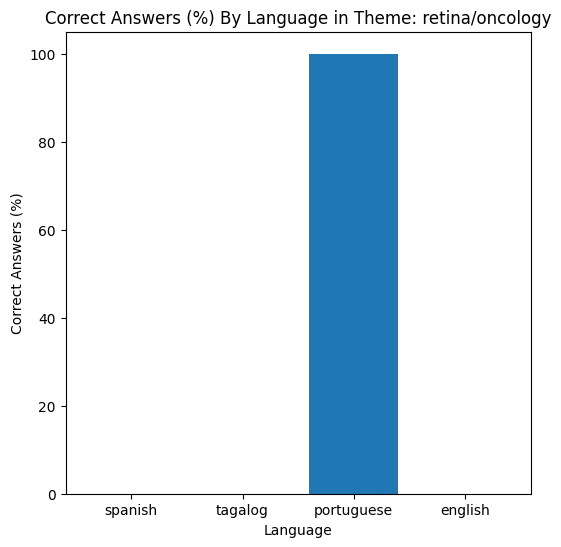 Correct Answers (%) By Language in Theme: retina/oncology
100
80
60
40
20
0
Correct Answers (%)
spanish tagalog portuguese english
Language